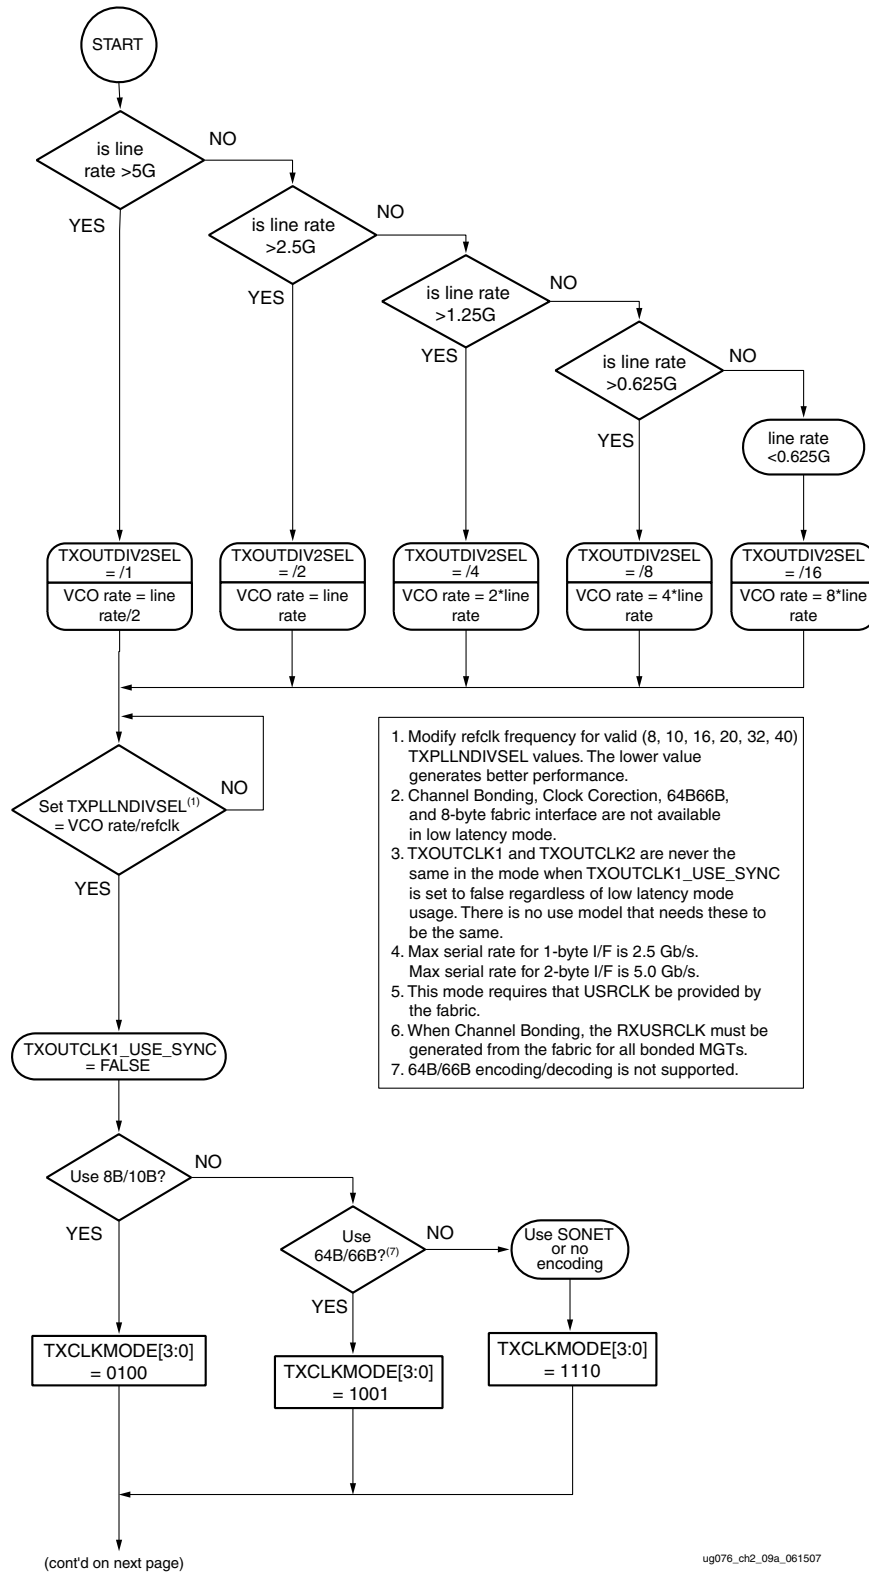 START
is line
rate >5G
NO
YES
is line rate
>2.5G
NO
YES
is line rate
>1.25G
NO
YES
is line rate
>0.625G
NO
YES
line rate
<0.625G
TXOUTDIV2SEL
= /1
VCO rate = line
rate/2
TXOUTDIV2SEL
= /2
VCO rate = line
rate
TXOUTDIV2SEL
= /4
VCO rate = 2*line
rate
TXOUTDIV2SEL
= /8
VCO rate = 4*line
rate
TXOUTDIV2SEL
= /16
VCO rate = 8*line
rate
Set TXPLLNDIVSEL(1)
= VCO rate/refclk
NO
YES
1. Modify refclk frequency for valid (8, 10, 16, 20, 32, 40)
TXPLLNDIVSEL values. The lower value
generates better performance.
2. Channel Bonding, Clock Corection, 64B66B,
and 8-byte fabric interface are not available
in low latency mode.
3. TXOUTCLK1 and TXOUTCLK2 are never the
same in the mode when TXOUTCLK1_USE_SYNC
is set to false regardless of low latency mode
usage. There is no use model that needs these to
be the same.
4. Max serial rate for 1-byte I/F is 2.5 Gb/s.
Max serial rate for 2-byte I/F is 5.0 Gb/s.
5. This mode requires that USRCLK be provided by
the fabric.
6. When Channel Bonding, the RXUSRCLK must be
generated from the fabric for all bonded MGTs.
7. 64B/66B encoding/decoding is not supported.
TXOUTCLK1_USE_SYNC
= FALSE
Use 8B/10B?
NO
YES
Use
64B/66B?(7)
NO
YES
Use SONET
or no
encoding
TXCLKMODE[3:0]
= 0100
TXCLKMODE[3:0]
= 1001
TXCLKMODE[3:0]
= 1110
(cont'd on next page)
ug076_ch2_09a_061507